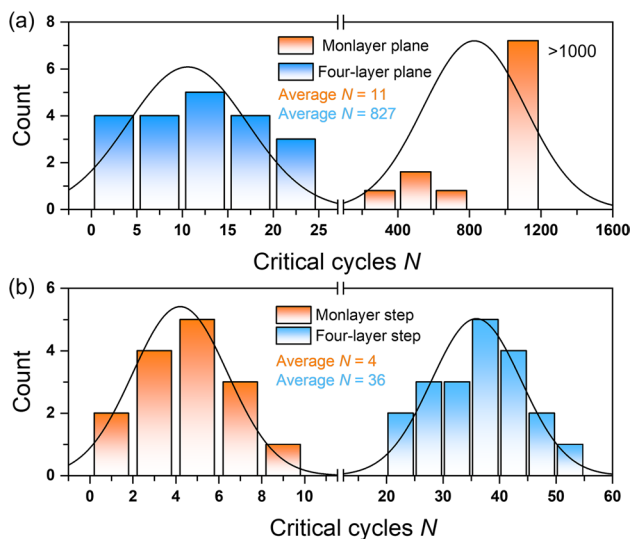 (a)
Count
8
6
4
2
0
Monlayer plane
Four-layer plane
Average N = 11
Average N = 827
>1000
0 5 10 15 20 25 400 800 1200 1600
Critical cycles N
(b)
Count
6
4
2
0
Monlayer step
Four-layer step
Average N = 4
Average N = 36
0 2 4 6 8 10 20 30 40 50 60
Critical cycles N